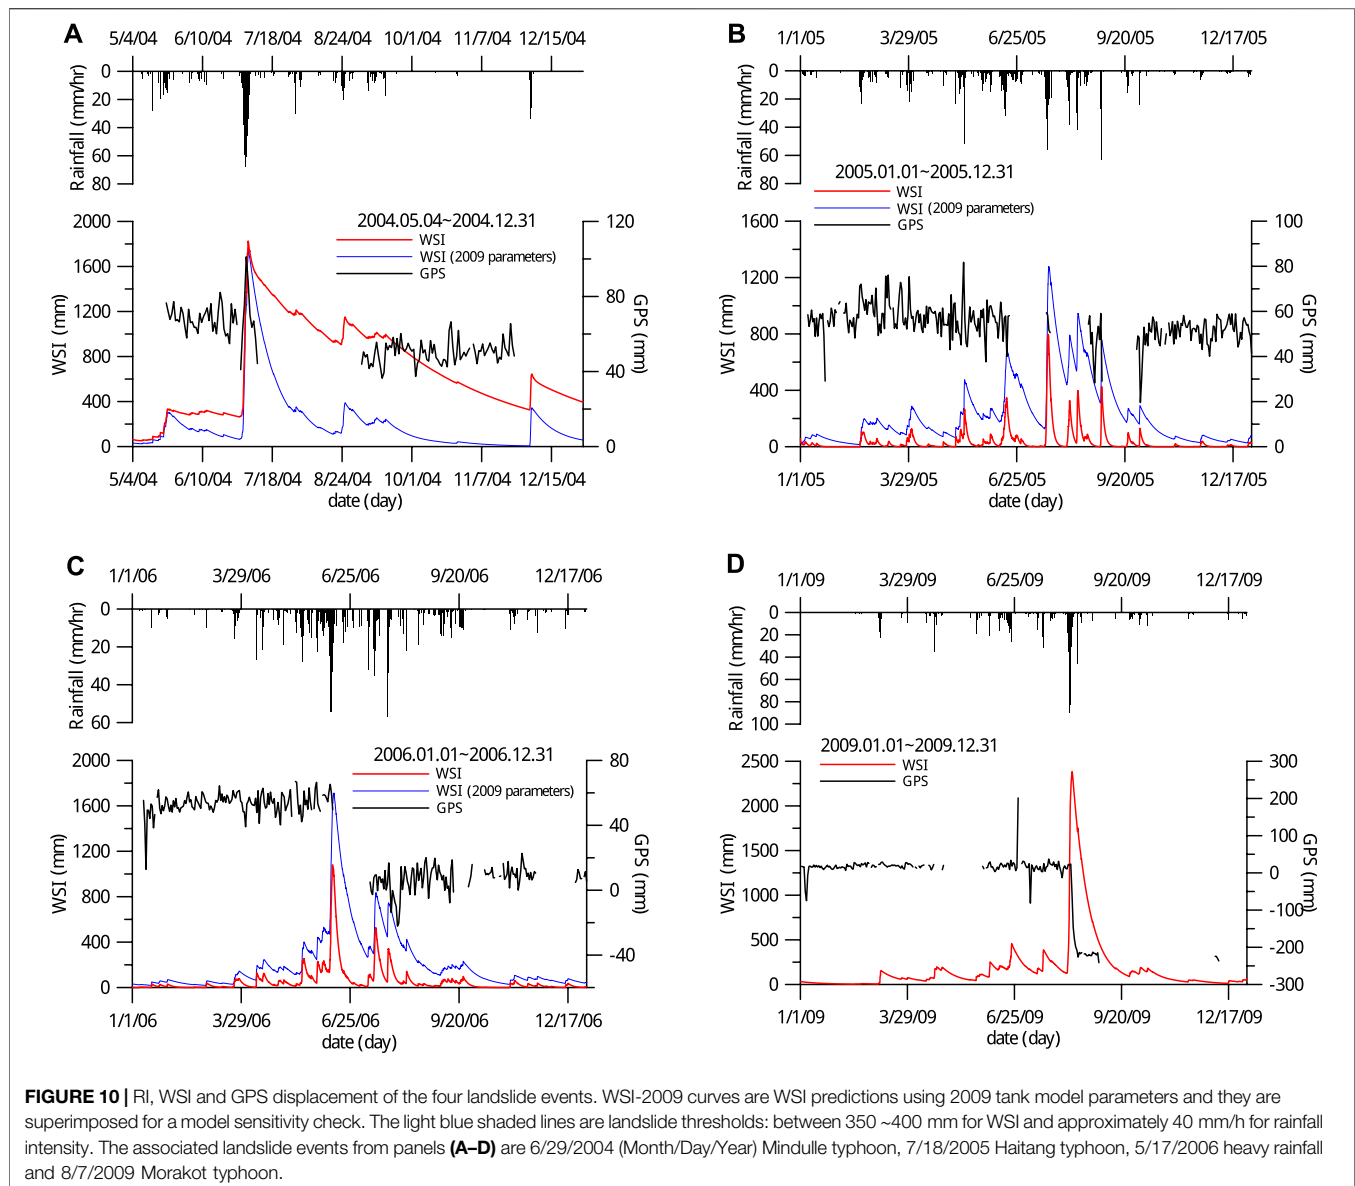 A
5/4/04 6/10/04 7/18/04 8/24/04 10/1/04 11/7/04 12/15/04
0
20
40
60
80
Rainfall (mm/hr)
2004.05.04~2004.12.31
WSI
WSI (2009 parameters)
GPS
2000
1600
1200
800
400
0
WSI (mm)
120
80
40
0
GPS (mm)
5/4/04 6/10/04 7/18/04 8/24/04 10/1/04 11/7/04 12/15/04
date (day)
B
1/1/05 3/29/05 6/25/05 9/20/05 12/17/05
0
20
40
60
80
Rainfall (mm/hr)
2005.01.01~2005.12.31
WSI
WSI (2009 parameters)
GPS
1600
1200
800
400
0
WSI (mm)
100
80
60
40
20
0
GPS (mm)
1/1/05 3/29/05 6/25/05 9/20/05 12/17/05
date (day)
C
1/1/06 3/29/06 6/25/06 9/20/06 12/17/06
0
20
40
60
Rainfall (mm/hr)
2006.01.01~2006.12.31
WSI
WSI (2009 parameters)
GPS
2000
1600
1200
800
400
0
WSI (mm)
80
40
0
-40
GPS (mm)
1/1/06 3/29/06 6/25/06 9/20/06 12/17/06
date (day)
D
1/1/09 3/29/09 6/25/09 9/20/09 12/17/09
0
20
40
60
80
100
Rainfall (mm/hr)
2009.01.01~2009.12.31
WSI
GPS
2500
2000
1500
1000
500
0
WSI (mm)
300
200
100
0
-100
-200
-300
GPS (mm)
1/1/09 3/29/09 6/25/09 9/20/09 12/17/09
date (day)
FIGURE 10 | RI, WSI and GPS displacement of the four landslide events. WSI-2009 curves are WSI predictions using 2009 tank model parameters and they are
superimposed for a model sensitivity check. The light blue shaded lines are landslide thresholds: between 350 ~400 mm for WSI and approximately 40 mm/h for rainfall
intensity. The associated landslide events from panels (A–D) are 6/29/2004 (Month/Day/Year) Mindulle typhoon, 7/18/2005 Haitang typhoon, 5/17/2006 heavy rainfall
and 8/7/2009 Morakot typhoon.